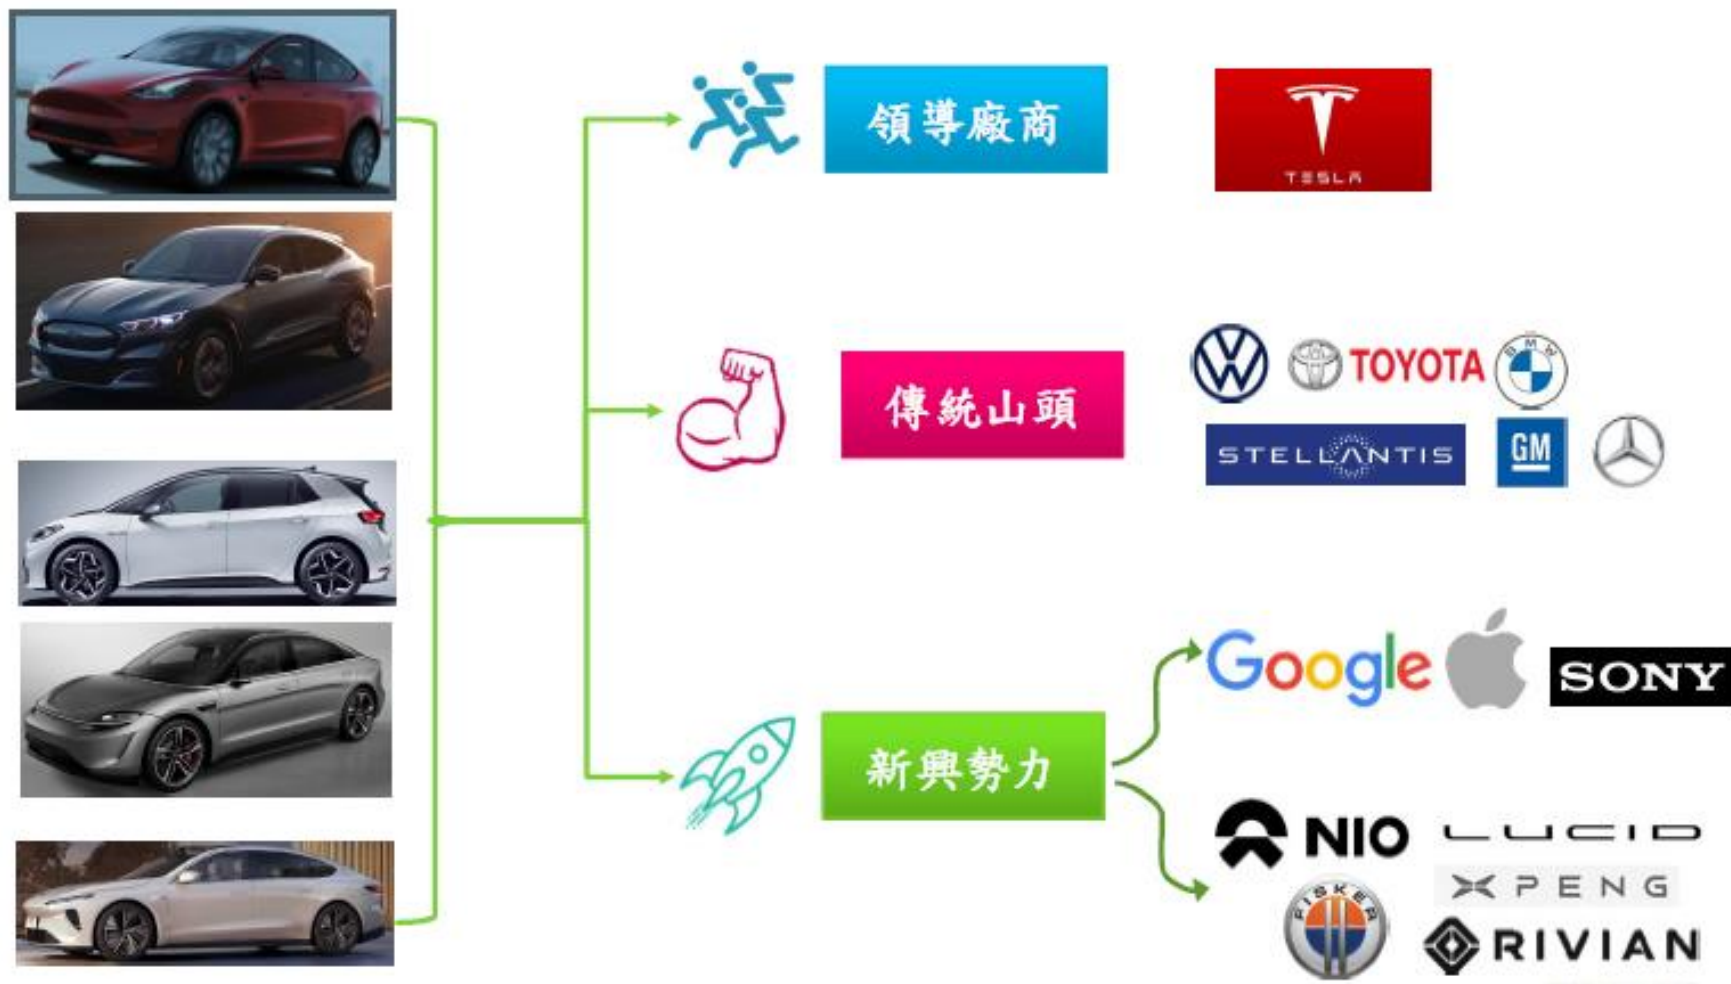 領導廠商
TESLA
傳統山頭
TOYOTA
BMW
STELLANTIS
GM
新興勢力
Google
SONY
NIO
LUCID
XPENG
FISKER
RIVIAN